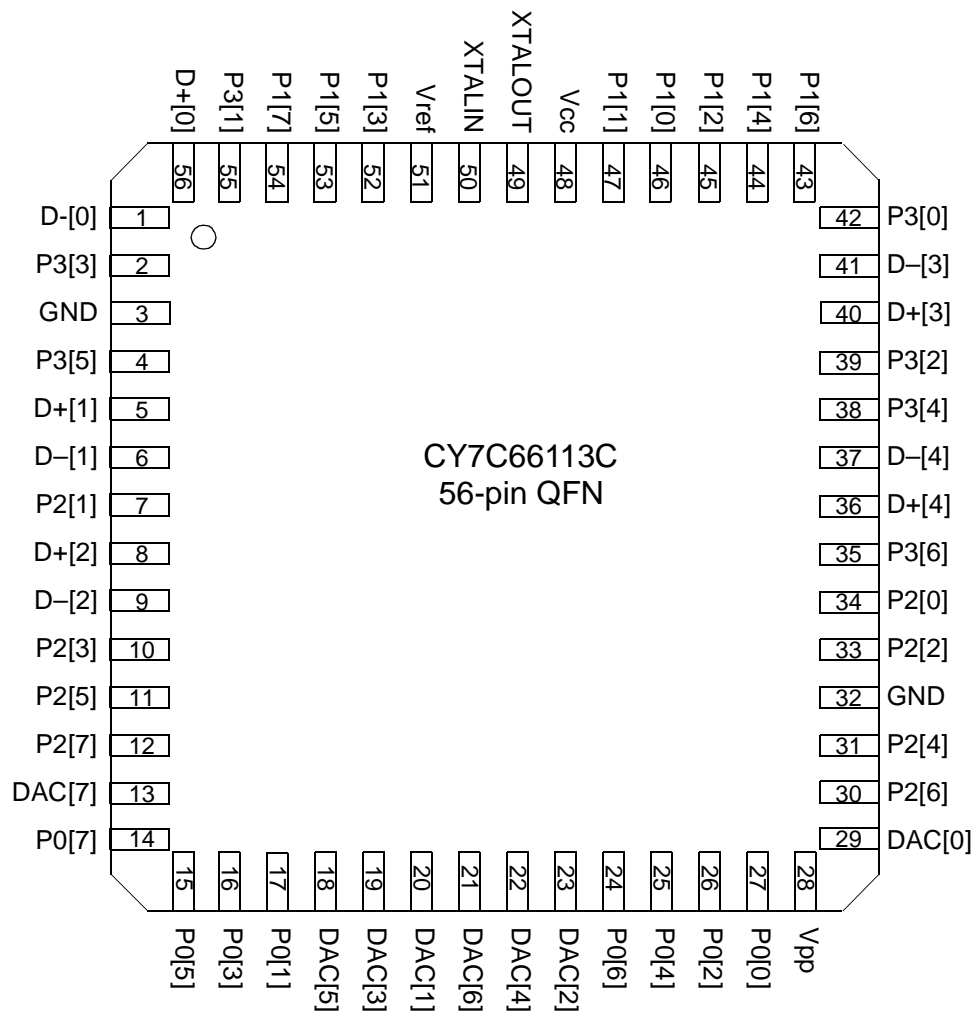 D+[0]
P3[1]
P1[7]
P1[5]
P1[3]
Vref
XTALIN
XTALOUT
Vcc
P1[1]
P1[0]
P1[2]
P1[4]
P1[6]
56
55
54
53
52
51
50
49
48
47
46
45
44
43
D-[0] 1
P3[3] 2
GND 3
P3[5] 4
D+[1] 5
D–[1] 6
P2[1] 7
D+[2] 8
D–[2] 9
P2[3] 10
P2[5] 11
P2[7] 12
DAC[7] 13
P0[7] 14
CY7C66113C
56-pin QFN
42 P3[0]
41 D–[3]
40 D+[3]
39 P3[2]
38 P3[4]
37 D–[4]
36 D+[4]
35 P3[6]
34 P2[0]
33 P2[2]
32 GND
31 P2[4]
30 P2[6]
29 DAC[0]
15
16
17
18
19
20
21
22
23
24
25
26
27
28
P0[5]
P0[3]
P0[1]
DAC[5]
DAC[3]
DAC[1]
DAC[6]
DAC[4]
DAC[2]
P0[6]
P0[4]
P0[2]
P0[0]
Vpp